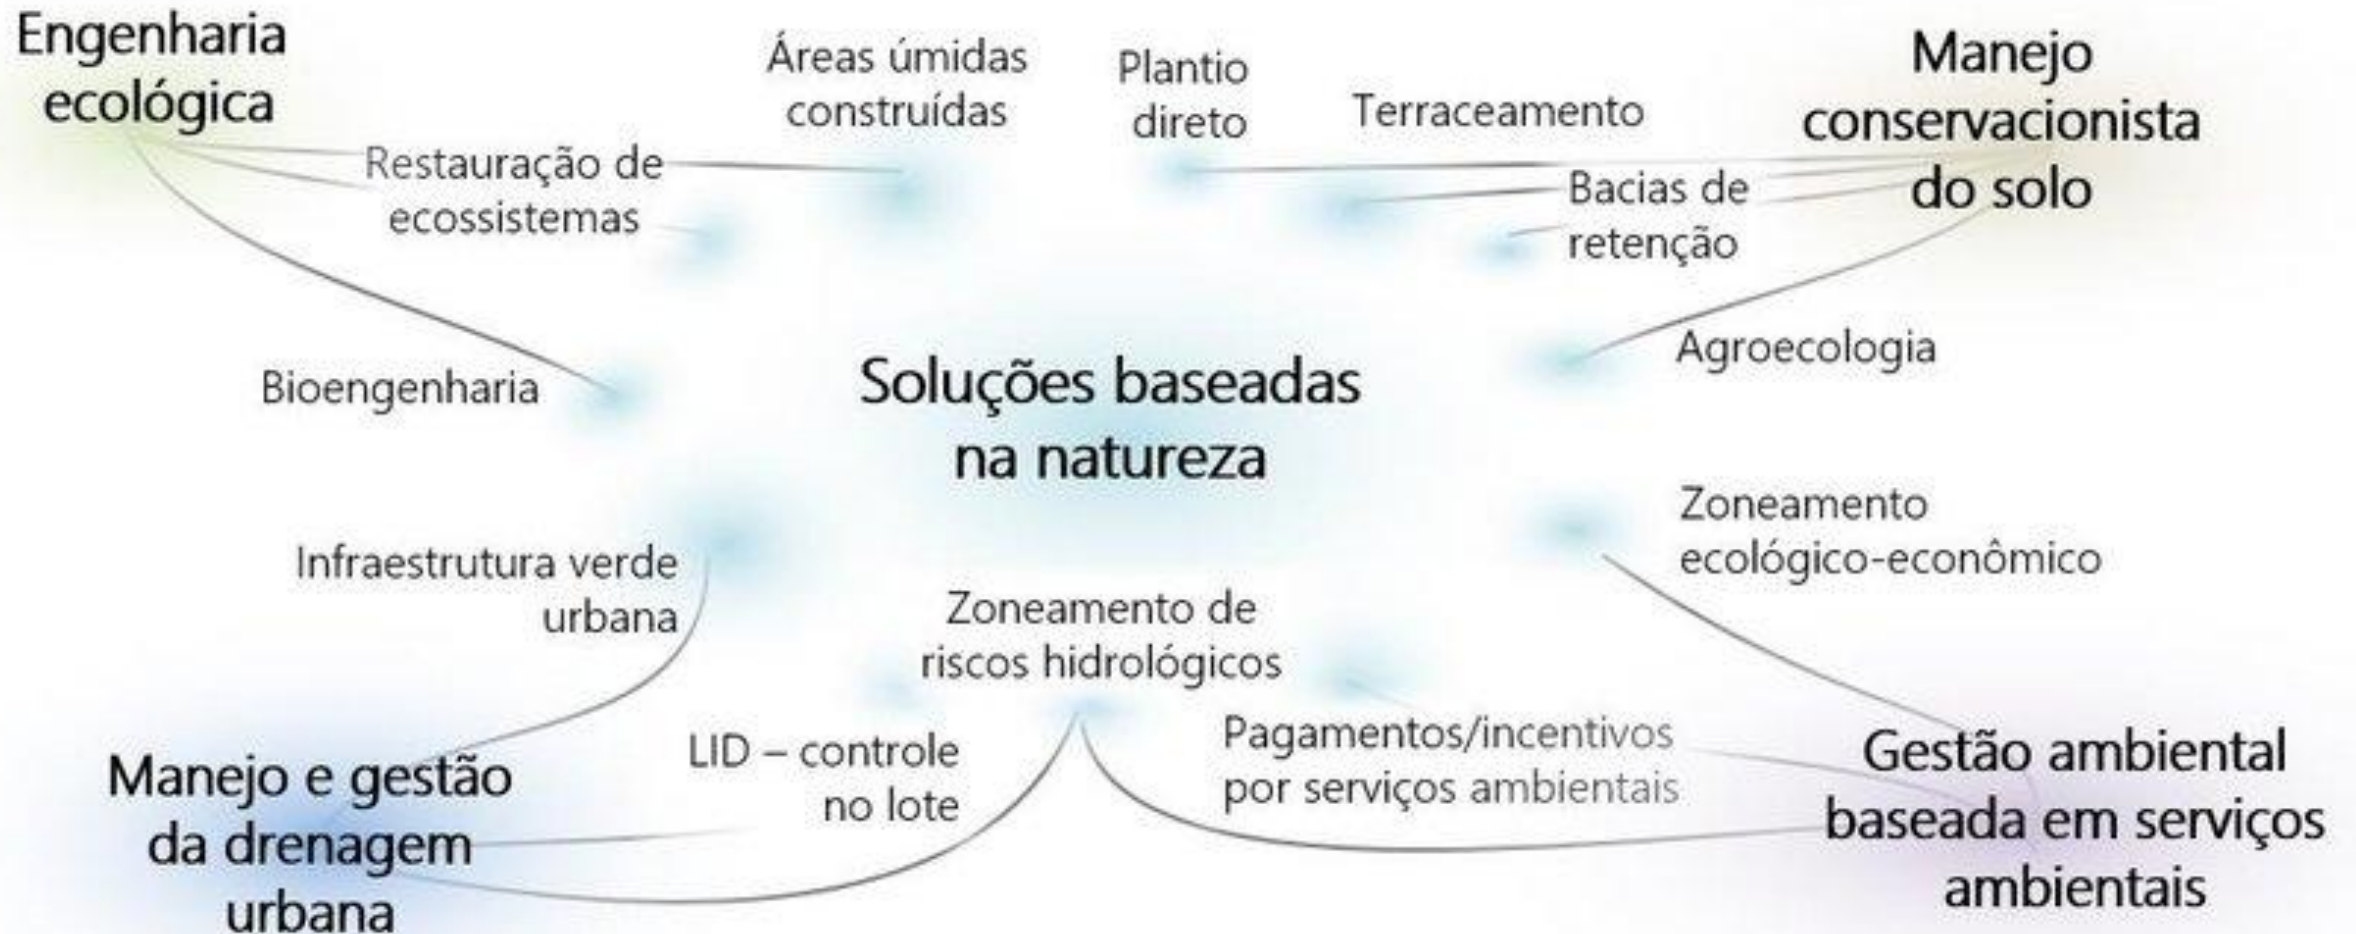 Engenharia
ecológica
Áreas úmidas
construídas
Plantio
direto
Terraceamento
Manejo
conservacionista
do solo
Restauração de
ecossistemas
Bacias de
retenção
Bioengenharia
Soluções baseadas
na natureza
Agroecologia
Infraestrutura verde
urbana
Zoneamento
ecológico-econômico
Zoneamento de
riscos hidrológicos
Manejo e gestão
da drenagem
urbana
LID – controle
no lote
Pagamentos/incentivos
por serviços ambientais
Gestão ambiental
baseada em serviços
ambientais